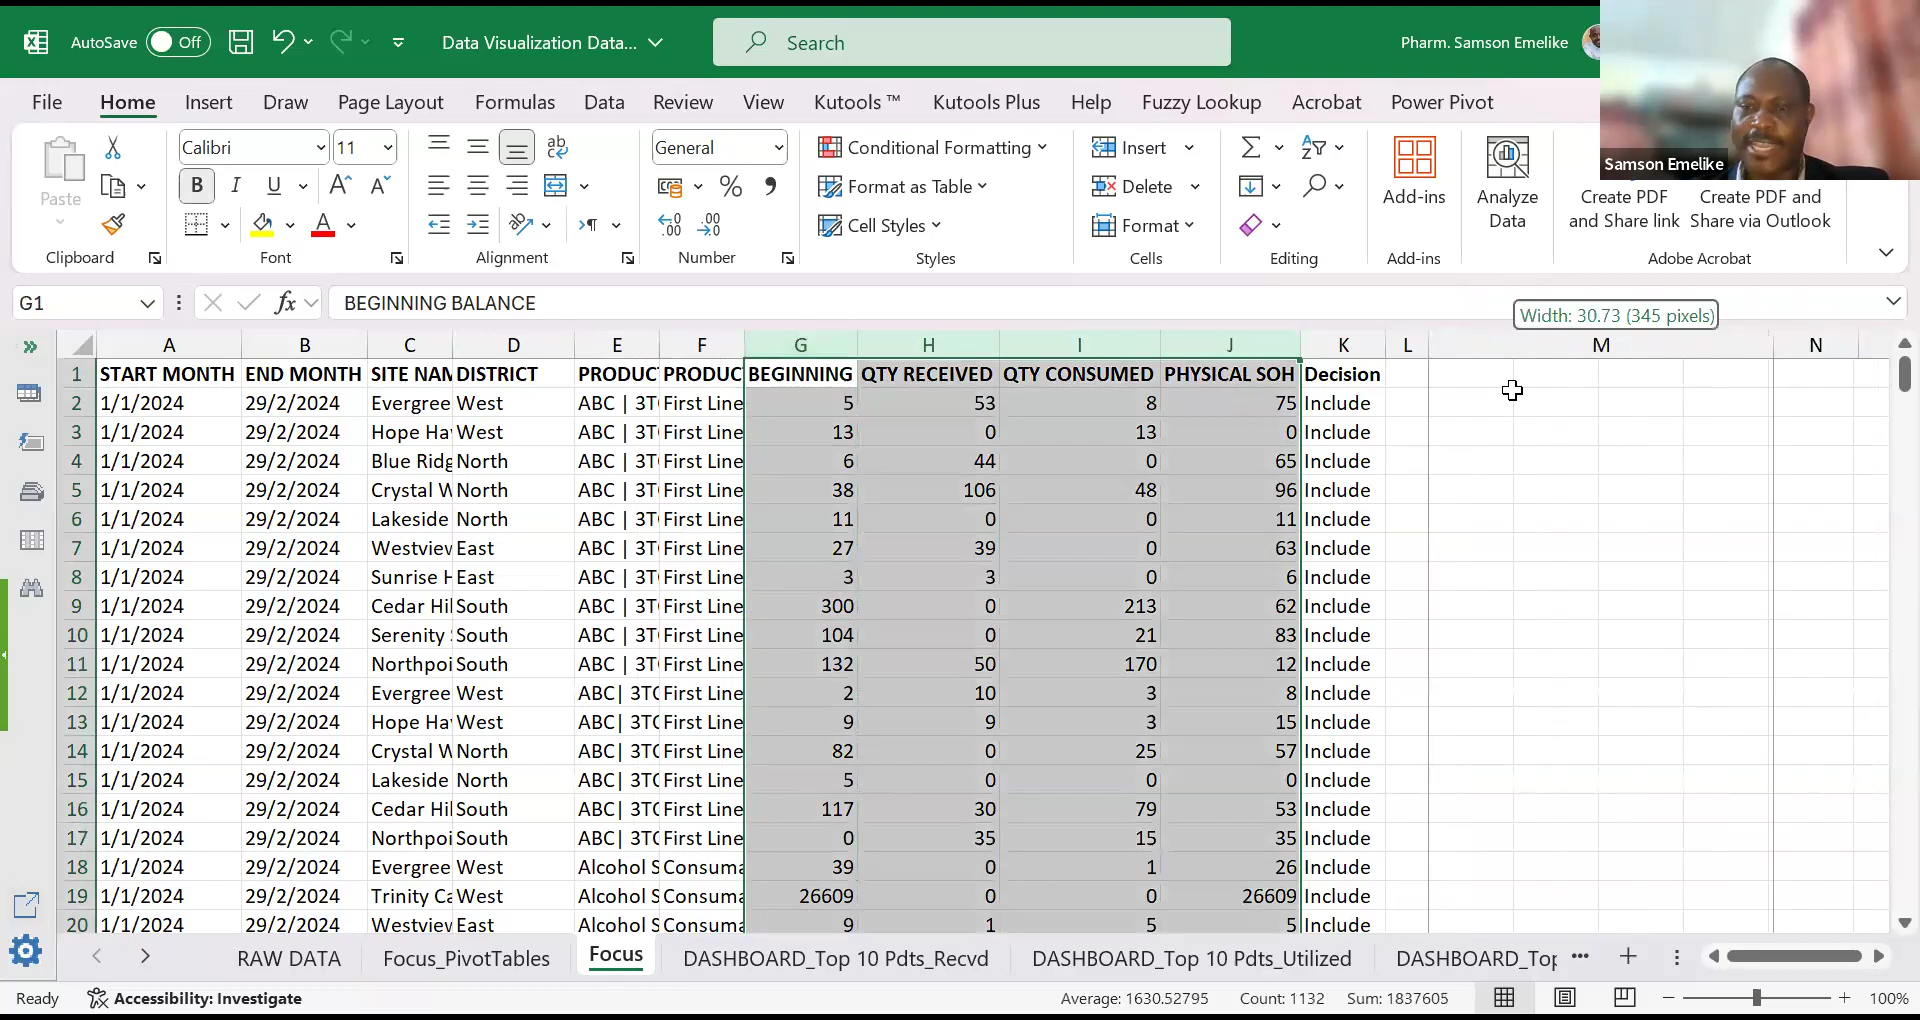 AutoSave Off Data Visualization Data... Search Pharm. Samson Emelike
File Home Insert Draw Page Layout Formulas Data Review View Kutools ™ Kutools Plus Help Fuzzy Lookup Acrobat Power Pivot
Samson Emelike
Paste Calibri 11 General Conditional Formatting Format as Table Cell Styles Insert Delete Format Add-ins Analyze Data Create PDF and Share link Create PDF and Share via Outlook
Clipboard Font Alignment Number Styles Cells Editing Add-ins Adobe Acrobat
G1 fx BEGINNING BALANCE
Width: 30.73 (345 pixels)
A B C D E F G H I J K L M N
1 START MONTH END MONTH SITE NAM DISTRICT PRODUC PRODUC BEGINNING QTY RECEIVED QTY CONSUMED PHYSICAL SOH Decision
2 1/1/2024 29/2/2024 Evergree West ABC | 3T First Line 5 53 8 75 Include
3 1/1/2024 29/2/2024 Hope Ha West ABC | 3T First Line 13 0 13 0 Include
4 1/1/2024 29/2/2024 Blue Ridg North ABC | 3T First Line 6 44 0 65 Include
5 1/1/2024 29/2/2024 Crystal W North ABC | 3T First Line 38 106 48 96 Include
6 1/1/2024 29/2/2024 Lakeside North ABC | 3T First Line 11 0 0 11 Include
7 1/1/2024 29/2/2024 Westview East ABC | 3T First Line 27 39 0 63 Include
8 1/1/2024 29/2/2024 Sunrise H East ABC | 3T First Line 3 3 0 6 Include
9 1/1/2024 29/2/2024 Cedar Hil South ABC | 3T First Line 300 0 213 62 Include
10 1/1/2024 29/2/2024 Serenity South ABC | 3T First Line 104 0 21 83 Include
11 1/1/2024 29/2/2024 Northpoi South ABC | 3T First Line 132 50 170 12 Include
12 1/1/2024 29/2/2024 Evergree West ABC| 3TC First Line 2 10 3 8 Include
13 1/1/2024 29/2/2024 Hope Ha West ABC| 3TC First Line 9 9 3 15 Include
14 1/1/2024 29/2/2024 Crystal W North ABC| 3TC First Line 82 0 25 57 Include
15 1/1/2024 29/2/2024 Lakeside North ABC| 3TC First Line 5 0 0 0 Include
16 1/1/2024 29/2/2024 Cedar Hil South ABC| 3TC First Line 117 30 79 53 Include
17 1/1/2024 29/2/2024 Northpoi South ABC| 3TC First Line 0 35 15 35 Include
18 1/1/2024 29/2/2024 Evergree West Alcohol S Consuma 39 0 1 26 Include
19 1/1/2024 29/2/2024 Trinity Ca West Alcohol S Consuma 26609 0 0 26609 Include
20 1/1/2024 29/2/2024 Westview East Alcohol S Consuma 9 1 5 5 Include
RAW DATA Focus_PivotTables Focus DASHBOARD_Top 10 Pdts_Recvd DASHBOARD_Top 10 Pdts_Utilized DASHBOARD_Top ...
Ready Accessibility: Investigate Average: 1630.52795 Count: 1132 Sum: 1837605 100%